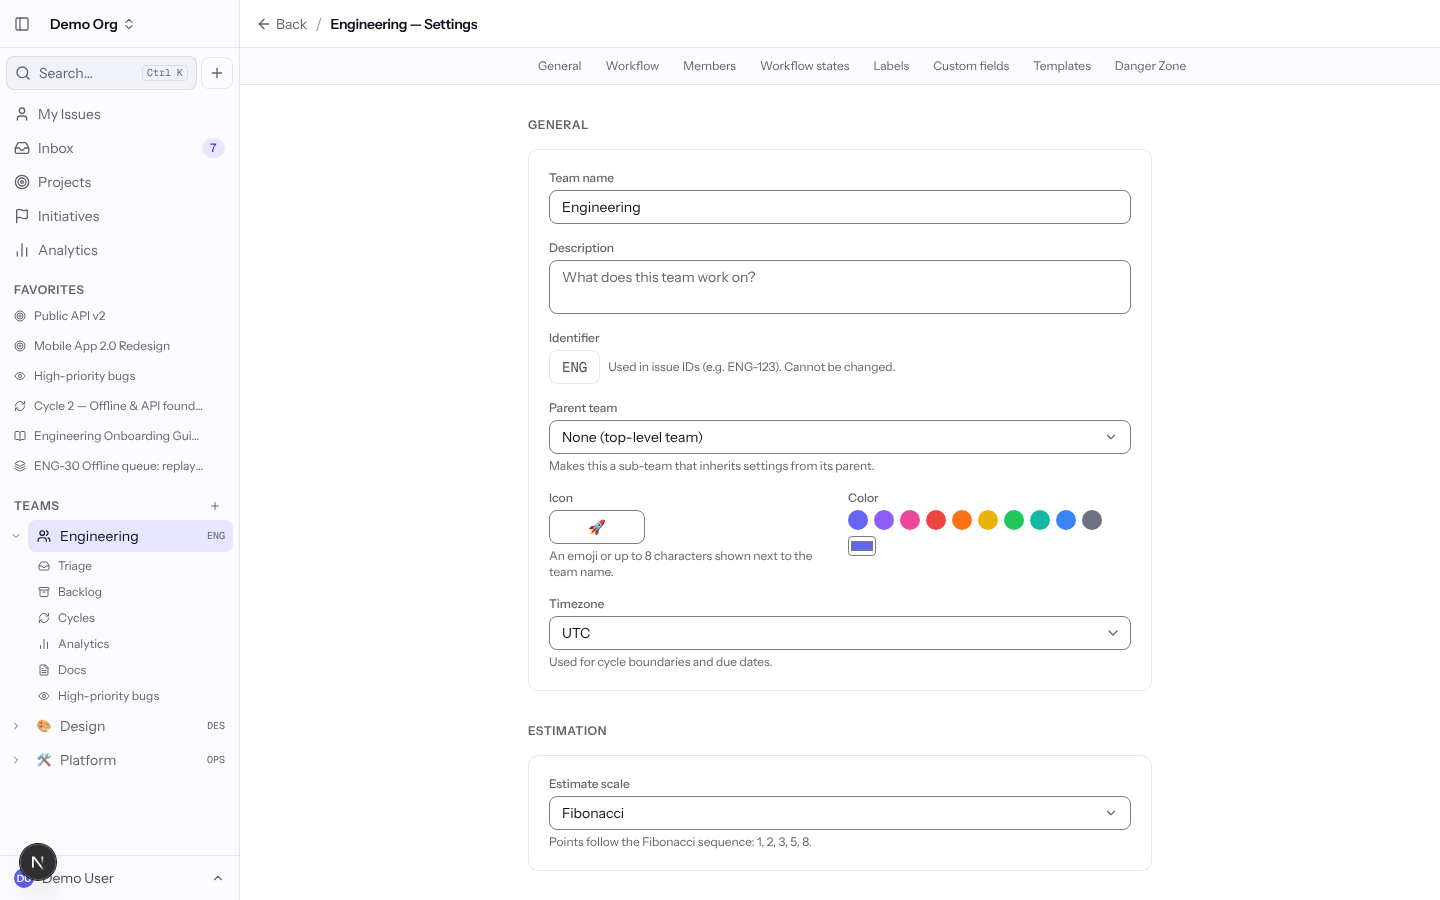 Demo Org
Search...
Ctrl K
My Issues
Inbox
7
Projects
Initiatives
Analytics
FAVORITES
Public API v2
Mobile App 2.0 Redesign
High-priority bugs
Cycle 2 — Offline & API found...
Engineering Onboarding Gui...
ENG-30 Offline queue: replay...
TEAMS
Engineering
ENG
Triage
Backlog
Cycles
Analytics
Docs
High-priority bugs
Design
DES
Platform
OPS
N
Demo User
Back / Engineering — Settings
General
Workflow
Members
Workflow states
Labels
Custom fields
Templates
Danger Zone
GENERAL
Team name
Engineering
Description
What does this team work on?
Identifier
ENG
Used in issue IDs (e.g. ENG-123). Cannot be changed.
Parent team
None (top-level team)
Makes this a sub-team that inherits settings from its parent.
Icon
An emoji or up to 8 characters shown next to the
team name.
Color
Timezone
UTC
Used for cycle boundaries and due dates.
ESTIMATION
Estimate scale
Fibonacci
Points follow the Fibonacci sequence: 1, 2, 3, 5, 8.